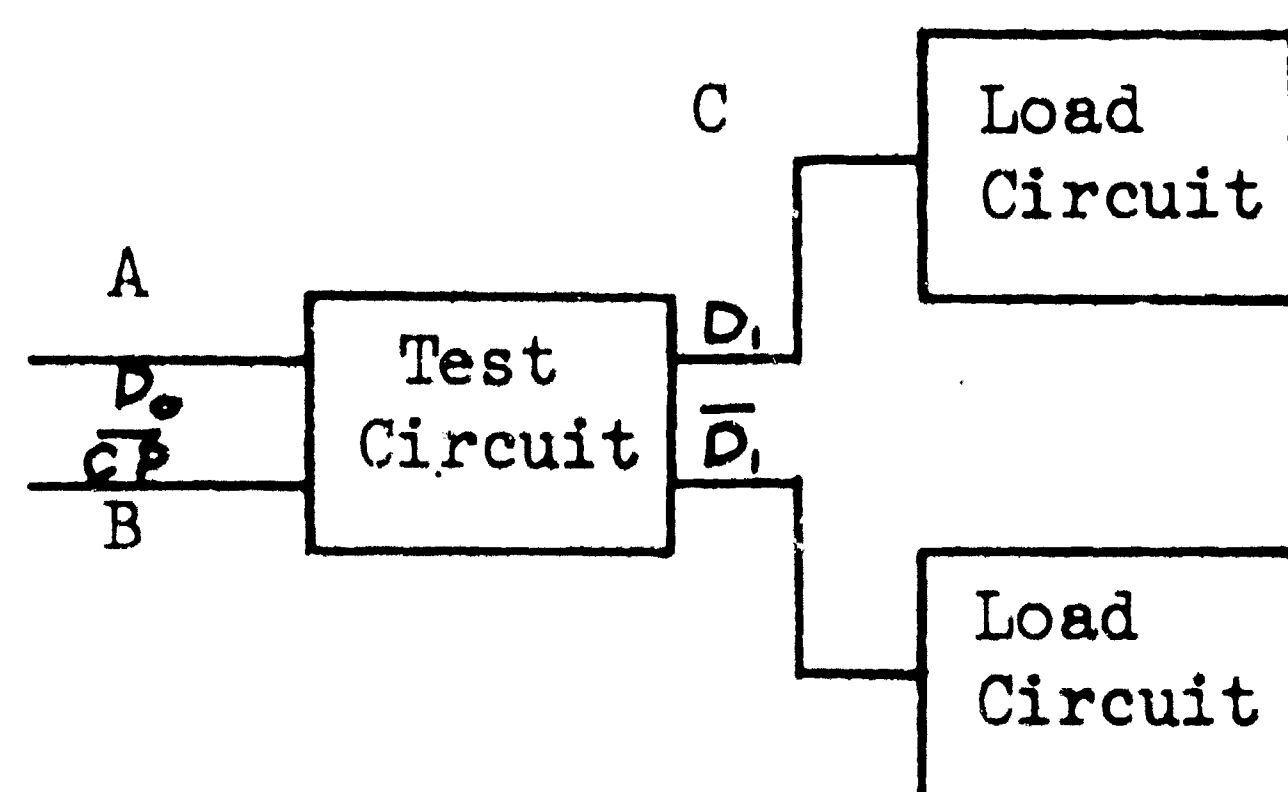 C
Load
Circuit
A
D₀
C̅P̅
B
Test
Circuit
D₁
D̅₁
Load
Circuit